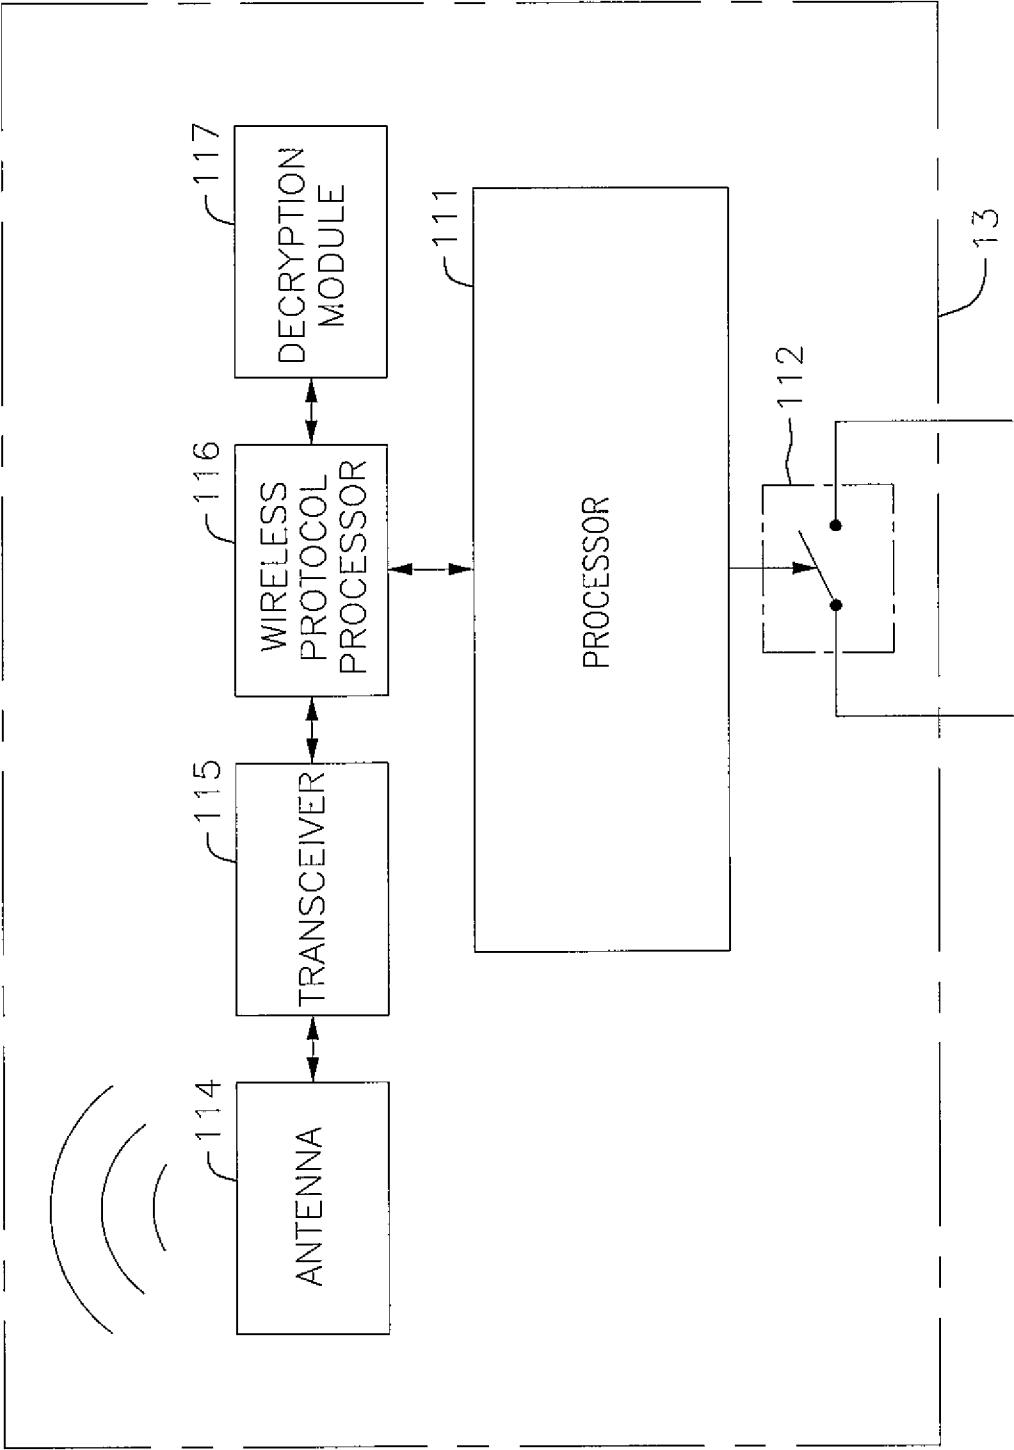 114
ANTENNA
115
TRANSCEIVER
116
WIRELESS
PROTOCOL
PROCESSOR
117
DECRYPTION
MODULE
111
PROCESSOR
112
13